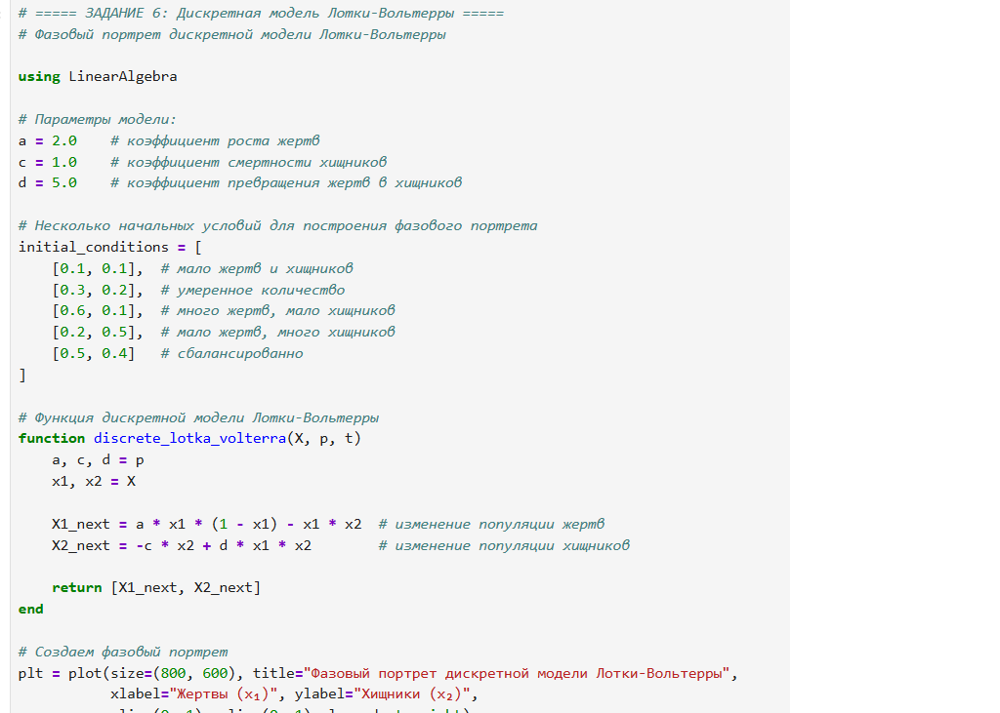 # ===== ЗАДАНИЕ 6: Дискретная модель Лотки-Вольтерры =====
# Фазовый портрет дискретной модели Лотки-Вольтерры
using LinearAlgebra
# Параметры модели:
a = 2.0    # коэффициент роста жертв
c = 1.0    # коэффициент смертности хищников
d = 5.0    # коэффициент превращения жертв в хищников
# Несколько начальных условий для построения фазового портрета
initial_conditions = [
    [0.1, 0.1],  # мало жертв и хищников
    [0.3, 0.2],  # умеренное количество
    [0.6, 0.1],  # много жертв, мало хищников
    [0.2, 0.5],  # мало жертв, много хищников
    [0.5, 0.4]   # сбалансированно
]
# Функция дискретной модели Лотки-Вольтерры
function discrete_lotka_volterra(X, p, t)
    a, c, d = p
    x1, x2 = X
    X1_next = a * x1 * (1 - x1) - x1 * x2  # изменение популяции жертв
    X2_next = -c * x2 + d * x1 * x2        # изменение популяции хищников
    return [X1_next, X2_next]
end
# Создаем фазовый портрет
plt = plot(size=(800, 600), title="Фазовый портрет дискретной модели Лотки-Вольтерры",
           xlabel="Жертвы (x₁)", ylabel="Хищники (x₂)",